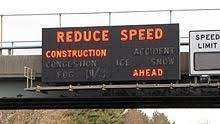 REDUCE SPEED
CONSTRUCTION ACCIDENT
CONGESTION ICE SNOW
FOG AHEAD
SPEED
LIMIT